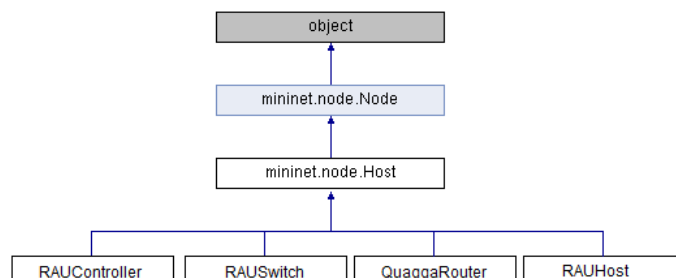 object
mininet.node.Node
mininet.node.Host
RAUController
RAUSwitch
QuaggaRouter
RAUHost